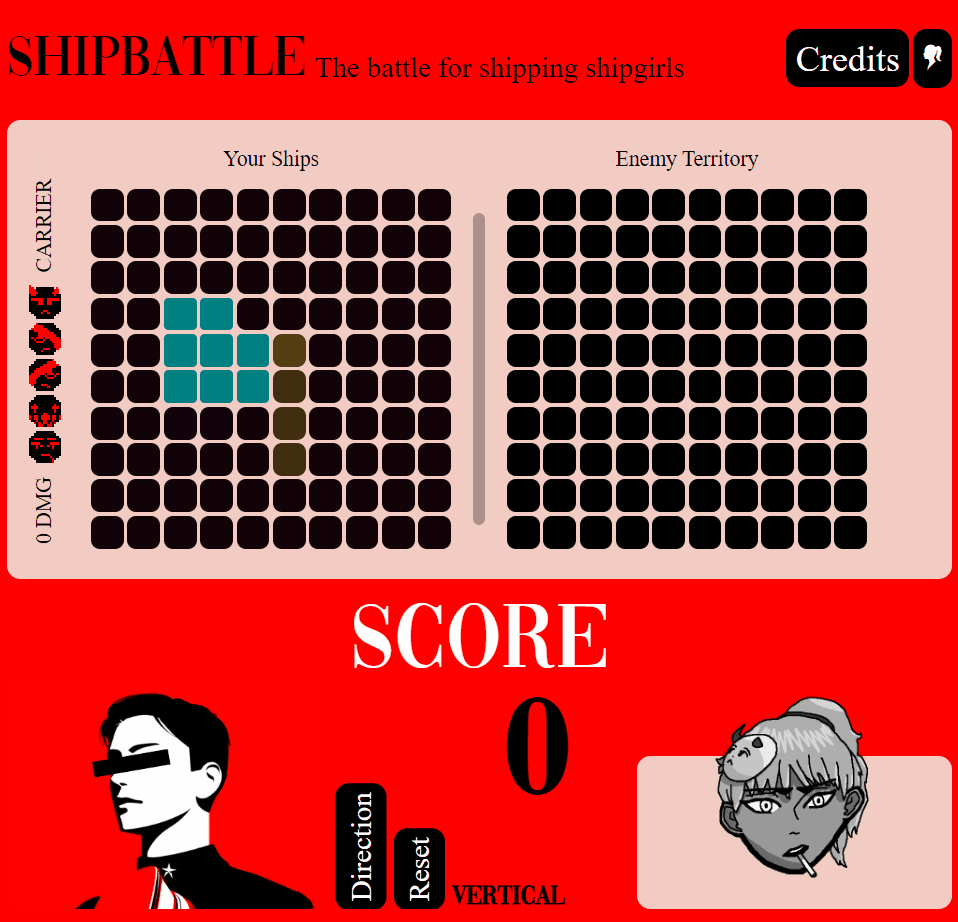 SHIPBATTLE The battle for shipping shipgirls
Credits
Your Ships
Enemy Territory
CARRIER
0 DMG
SCORE
0
Direction
Reset
VERTICAL